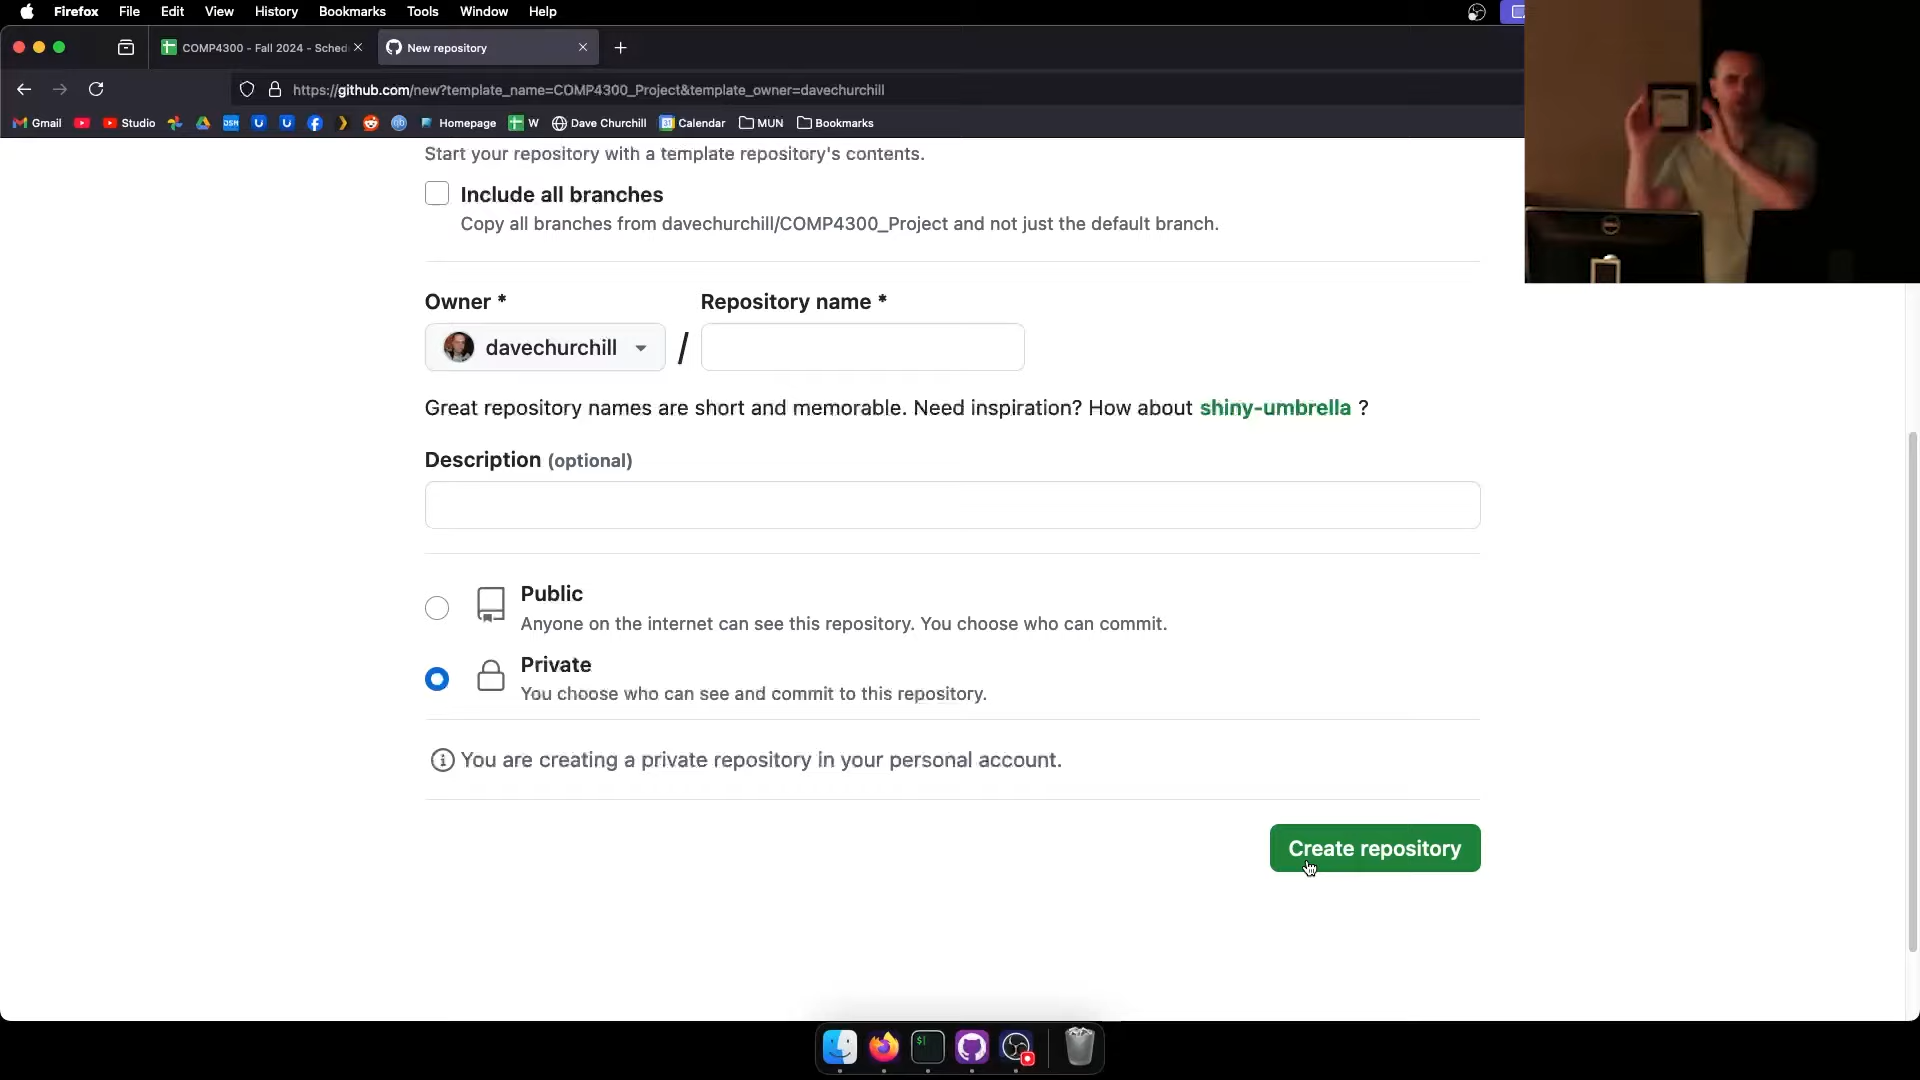 Firefox File Edit View History Bookmarks Tools Window Help
COMP4300 - Fall 2024 - Sched
New repository
https://github.com/new?template_name=COMP4300_Project&template_owner=davechurchill
Gmail Studio DSM Homepage W Dave Churchill Calendar MUN Bookmarks
Start your repository with a template repository's contents.
Include all branches
Copy all branches from davechurchill/COMP4300_Project and not just the default branch.
Owner * Repository name *
davechurchill /
Great repository names are short and memorable. Need inspiration? How about shiny-umbrella ?
Description (optional)
Public
Anyone on the internet can see this repository. You choose who can commit.
Private
You choose who can see and commit to this repository.
You are creating a private repository in your personal account.
Create repository